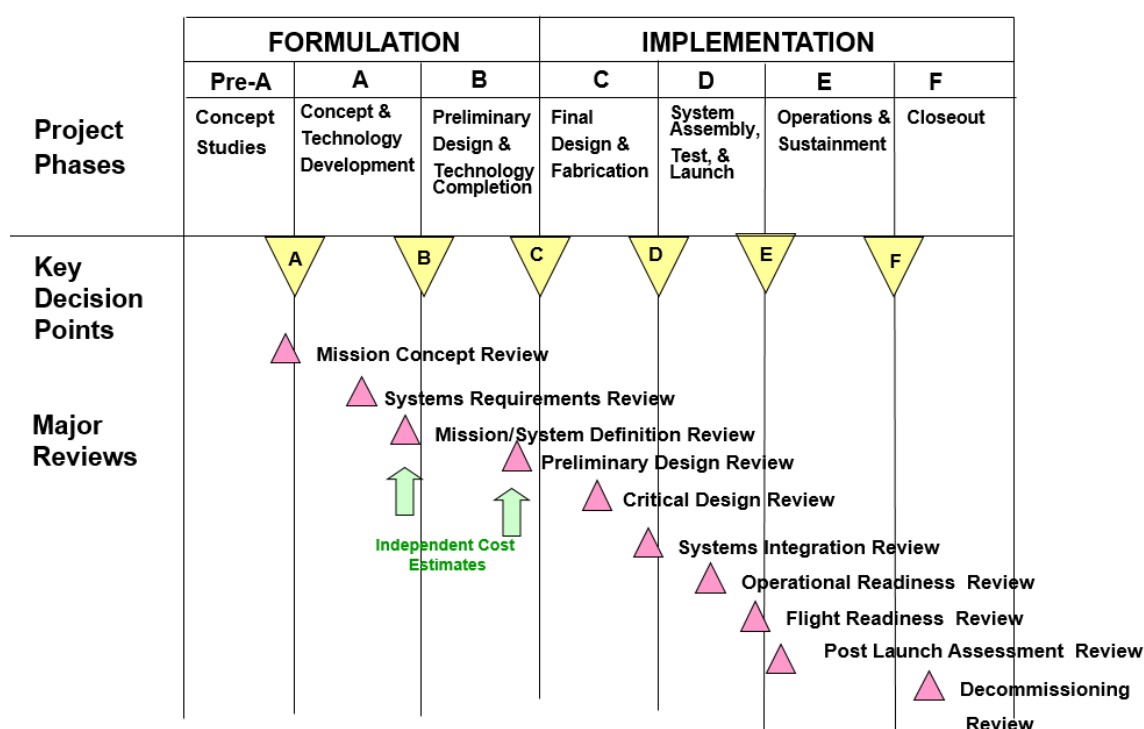 FORMULATION
IMPLEMENTATION
Pre-A
A
B
C
D
E
F
Project
Phases
Concept
Studies
Concept &
Technology
Development
Preliminary
Design &
Technology
Completion
Final
Design &
Fabrication
System
Assembly,
Test, &
Launch
Operations &
Sustainment
Closeout
Key
Decision
Points
A
B
C
D
E
F
Mission Concept Review
Major
Reviews
Systems Requirements Review
Mission/System Definition Review
Preliminary Design Review
Critical Design Review
Independent Cost
Estimates
Systems Integration Review
Operational Readiness Review
Flight Readiness Review
Post Launch Assessment Review
Decommissioning
Review